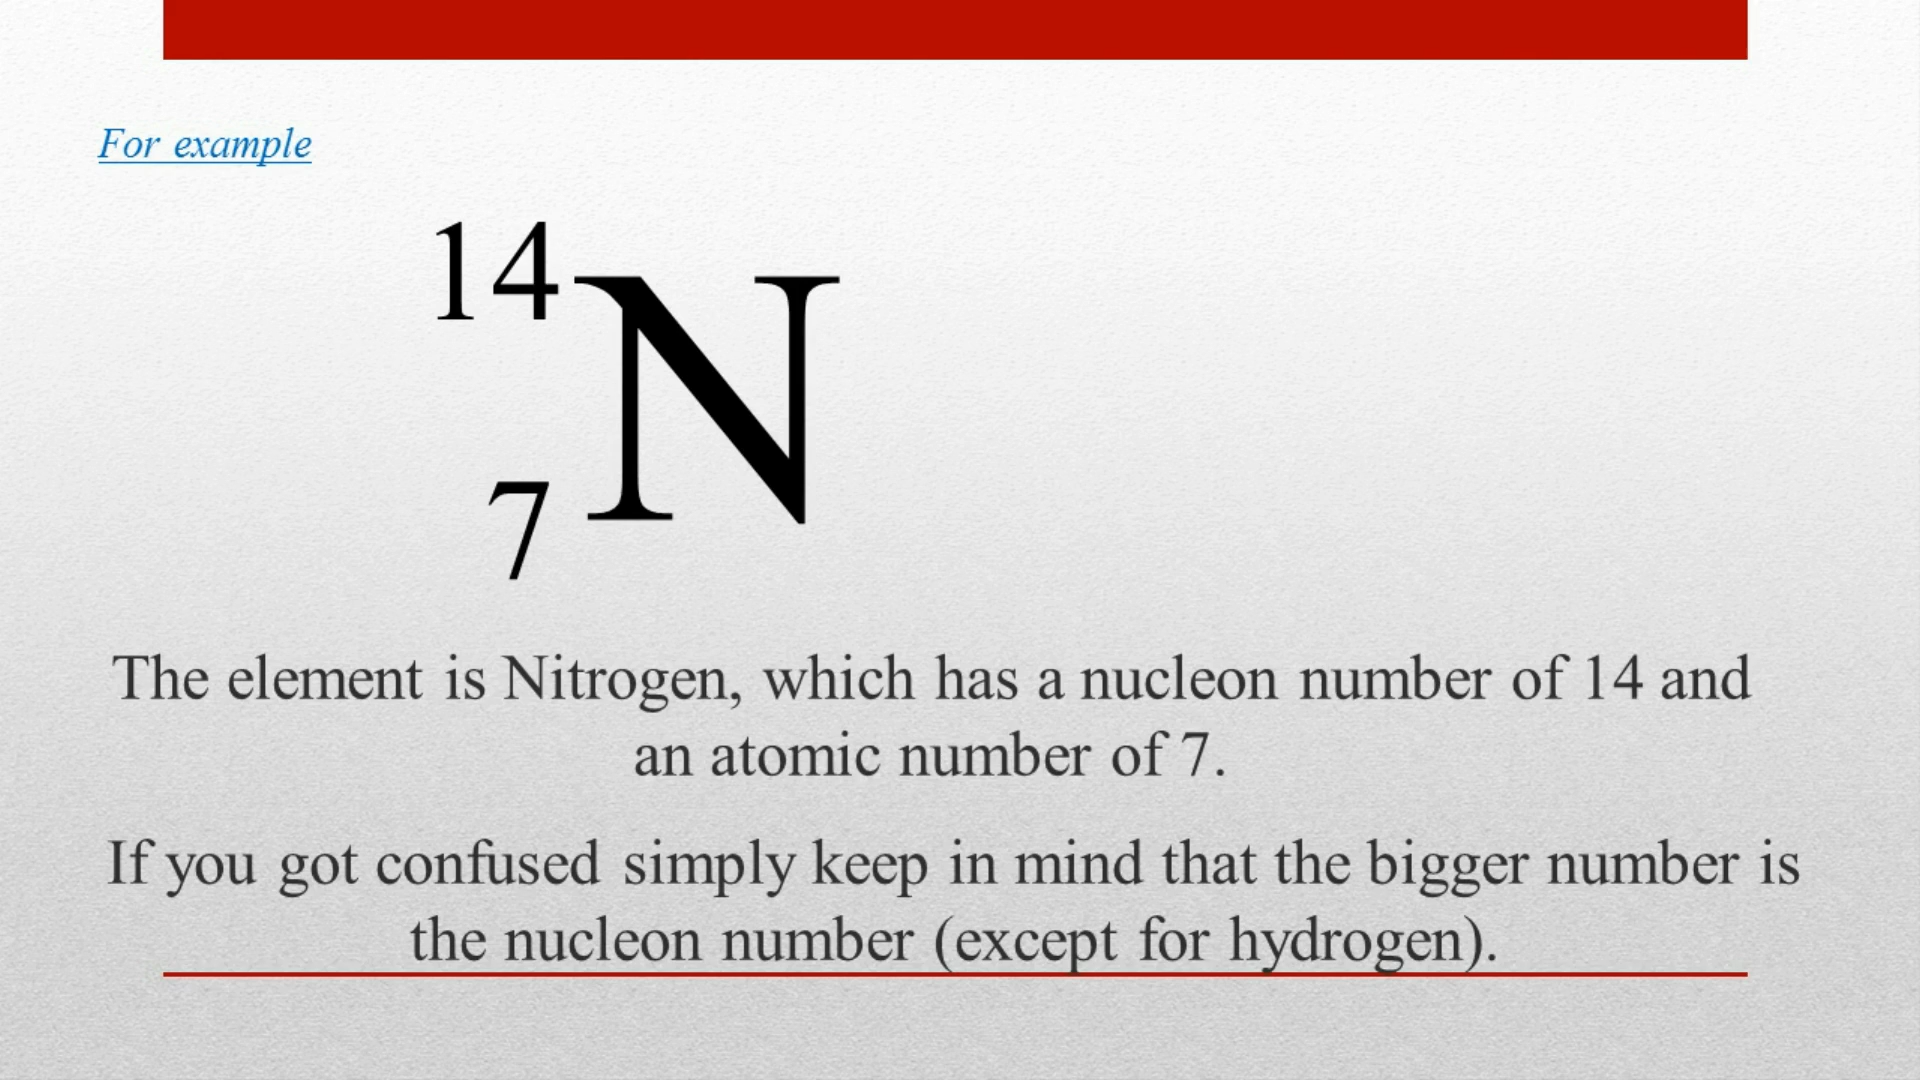 For example
14
N
7
The element is Nitrogen, which has a nucleon number of 14 and
an atomic number of 7.
If you got confused simply keep in mind that the bigger number is
the nucleon number (except for hydrogen).